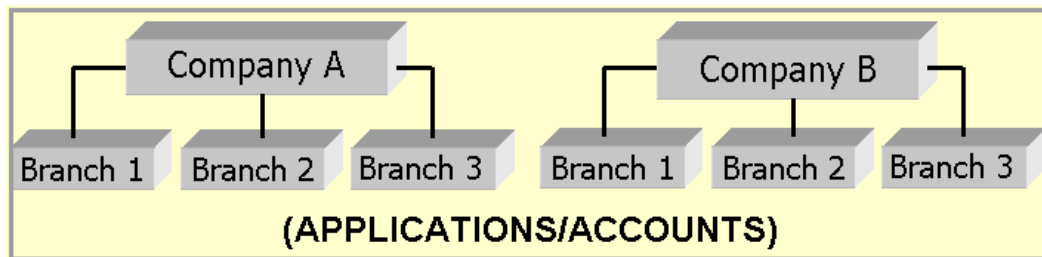 Company A
Company B
Branch 1 Branch 2 Branch 3
Branch 1 Branch 2 Branch 3
(APPLICATIONS/ACCOUNTS)